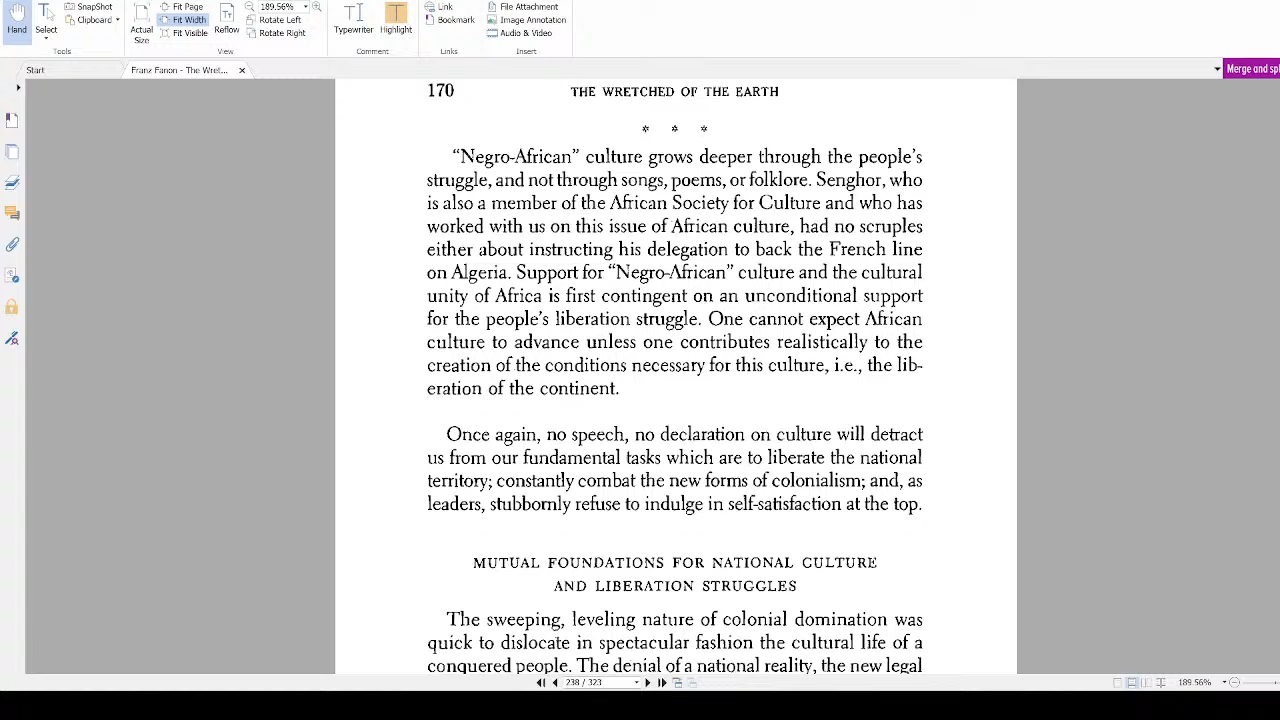 SnapShot
Clipboard
Hand
Select
Tools
Actual Size
Fit Page
Fit Width
Fit Visible
Reflow
189.56%
Rotate Left
Rotate Right
View
Typewriter
Highlight
Comment
Link
Bookmark
Links
File Attachment
Image Annotation
Audio & Video
Insert
Start
Franz Fanon - The Wret...
Merge and spl
170 THE WRETCHED OF THE EARTH
* * *
“Negro-African” culture grows deeper through the people’s
struggle, and not through songs, poems, or folklore. Senghor, who
is also a member of the African Society for Culture and who has
worked with us on this issue of African culture, had no scruples
either about instructing his delegation to back the French line
on Algeria. Support for “Negro-African” culture and the cultural
unity of Africa is first contingent on an unconditional support
for the people’s liberation struggle. One cannot expect African
culture to advance unless one contributes realistically to the
creation of the conditions necessary for this culture, i.e., the lib-
eration of the continent.
Once again, no speech, no declaration on culture will detract
us from our fundamental tasks which are to liberate the national
territory; constantly combat the new forms of colonialism; and, as
leaders, stubbornly refuse to indulge in self-satisfaction at the top.
MUTUAL FOUNDATIONS FOR NATIONAL CULTURE
AND LIBERATION STRUGGLES
The sweeping, leveling nature of colonial domination was
quick to dislocate in spectacular fashion the cultural life of a
conquered people. The denial of a national reality, the new legal
238 / 323
189.56%